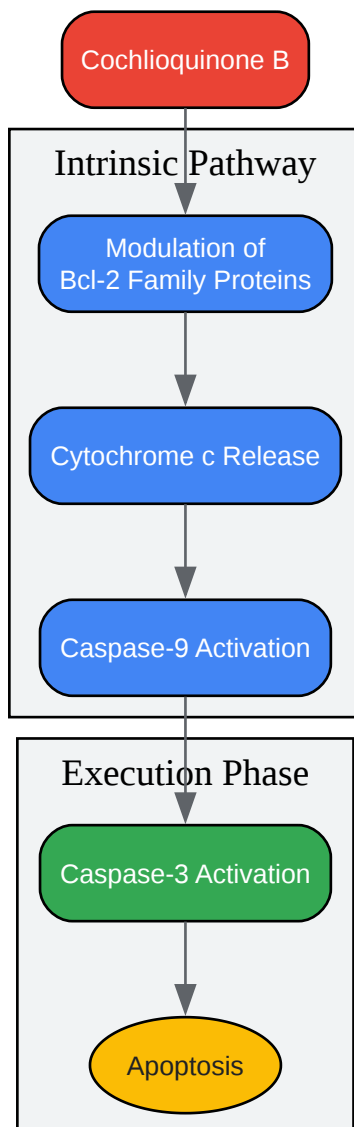 Cochlioquinone B
Intrinsic Pathway
Modulation of
Bcl-2 Family Proteins
Cytochrome c Release
Caspase-9 Activation
Execution Phase
Caspase-3 Activation
Apoptosis